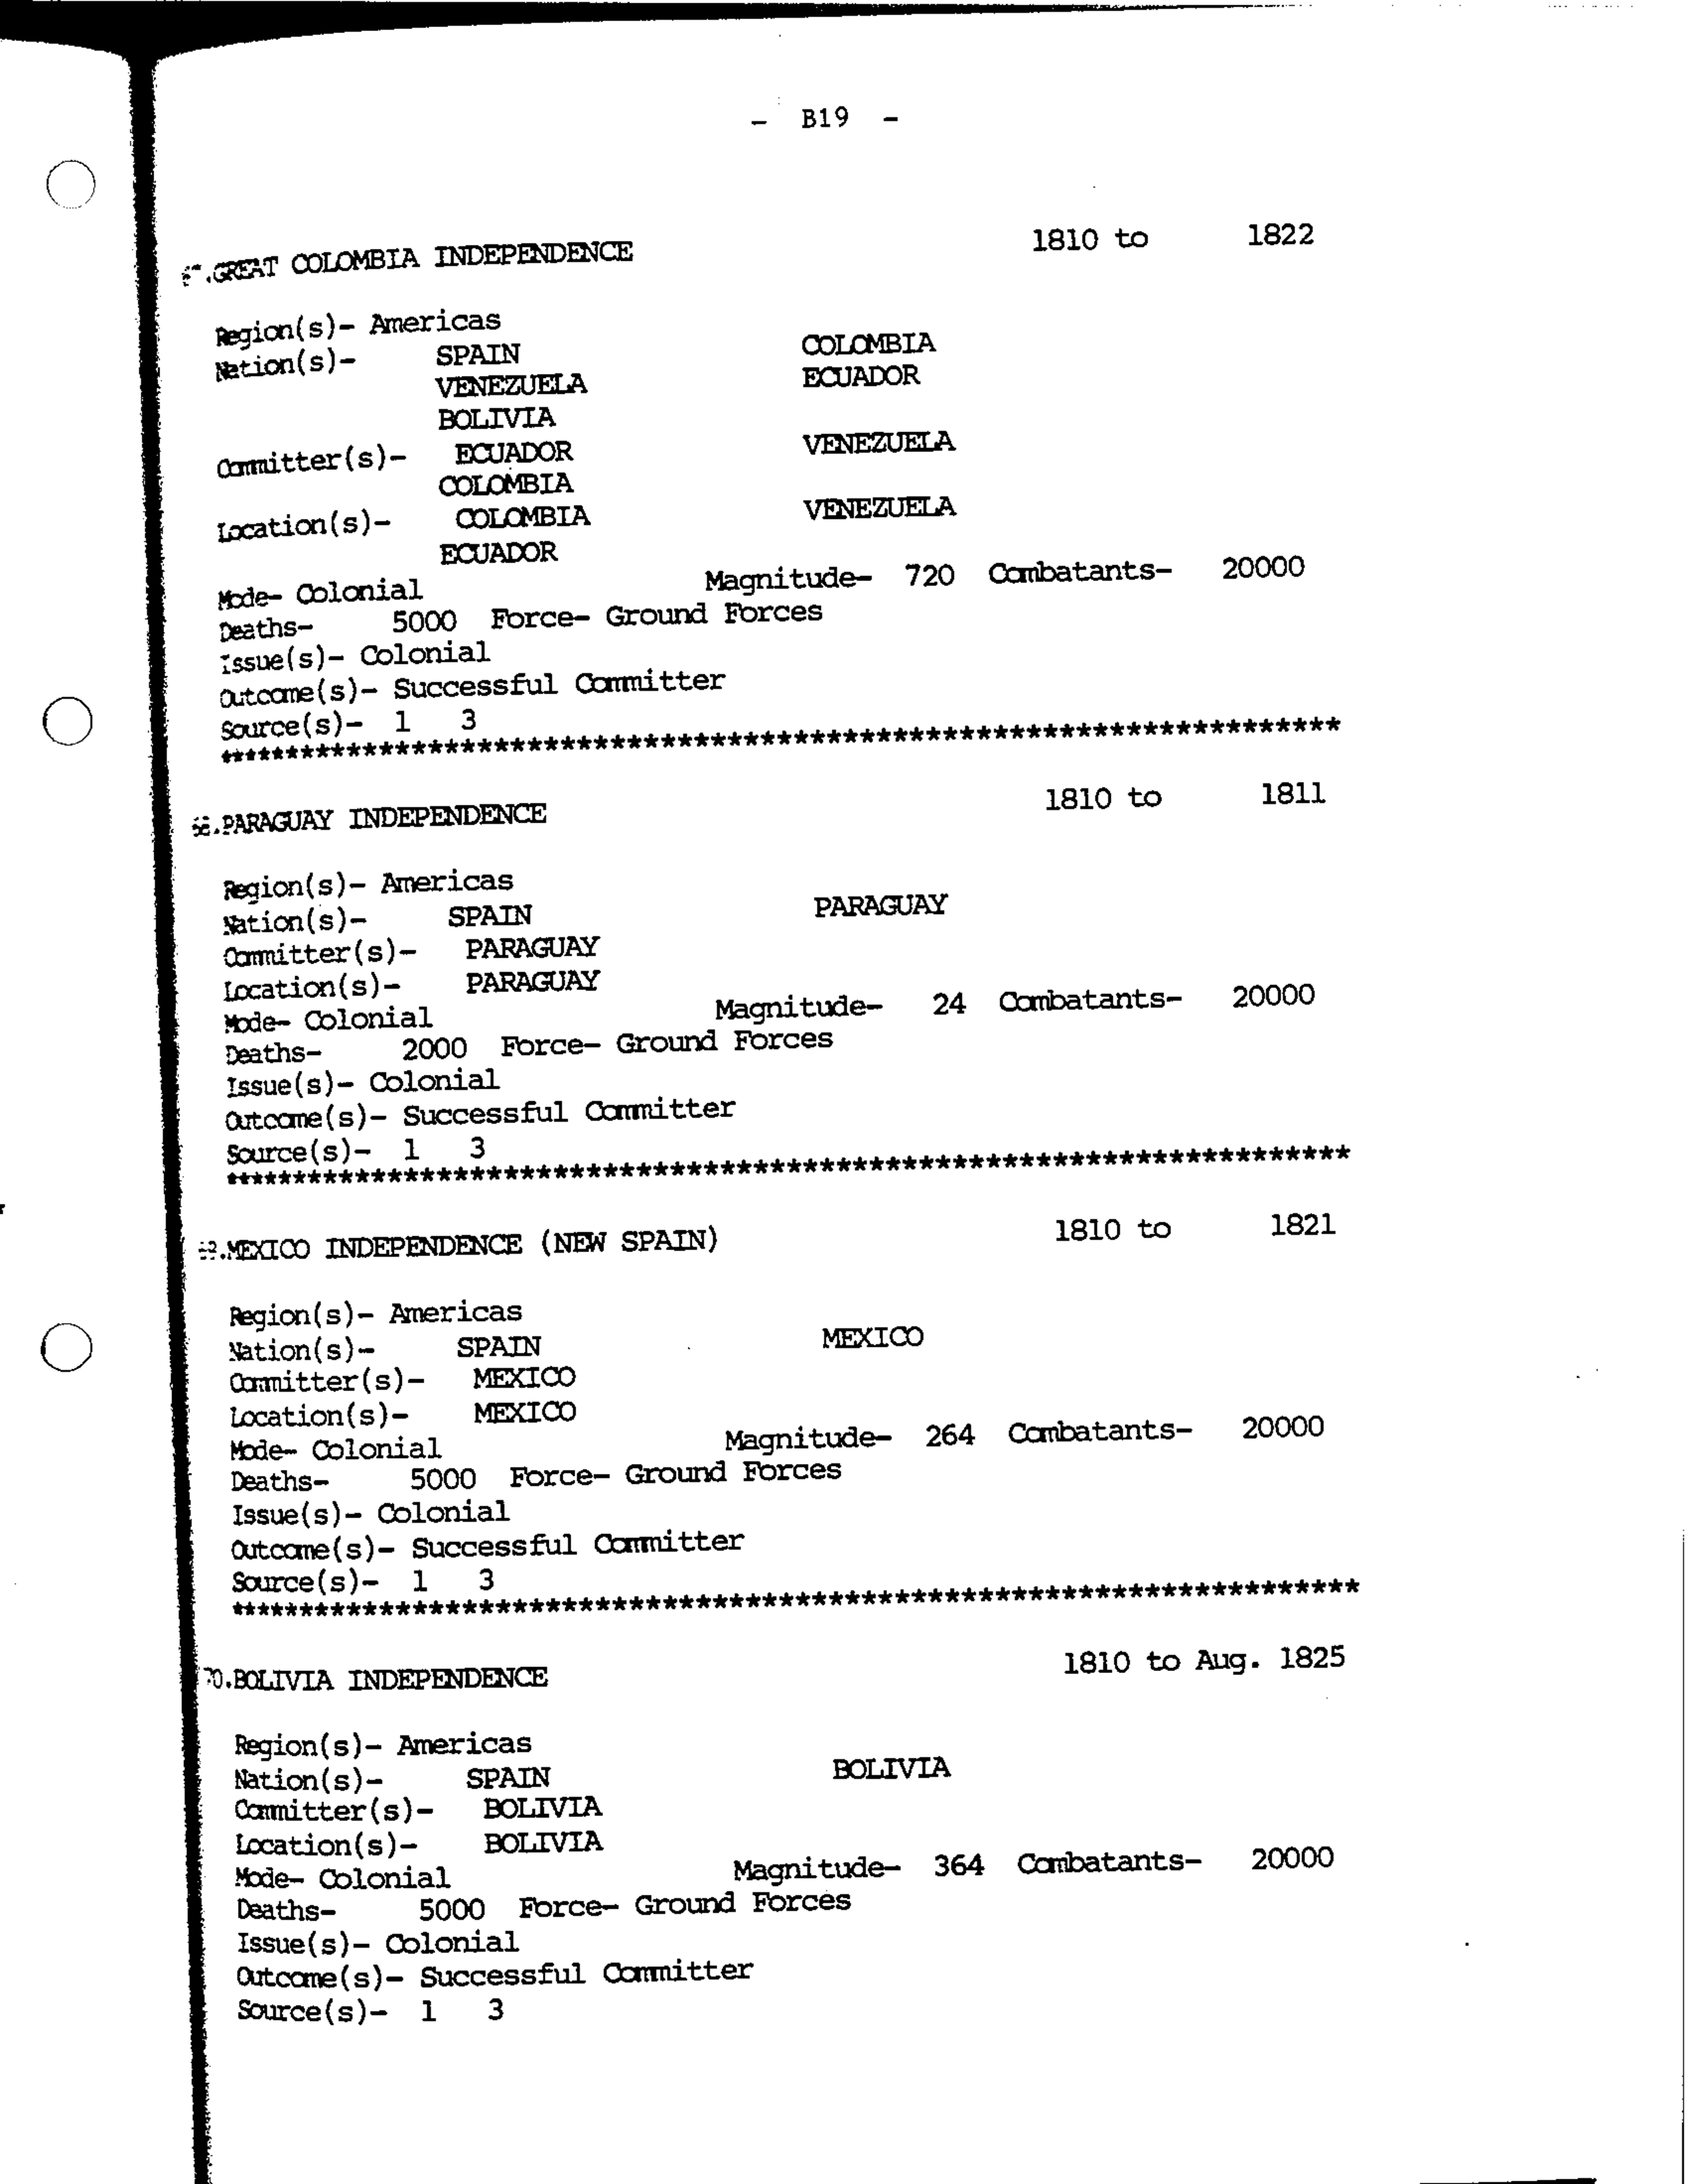 - B19 -
GREAT COLOMBIA INDEPENDENCE 1810 to 1822
Region(s)- Americas
Nation(s)- SPAIN COLOMBIA
VENEZUELA ECUADOR
BOLIVIA
Committer(s)- ECUADOR VENEZUELA
COLOMBIA
Location(s)- COLOMBIA VENEZUELA
ECUADOR
Mode- Colonial Magnitude- 720 Combatants- 20000
Deaths- 5000 Force- Ground Forces
Issue(s)- Colonial
Outcome(s)- Successful Committer
Source(s)- 1 3
**********************************************************************
68.PARAGUAY INDEPENDENCE 1810 to 1811
Region(s)- Americas
Nation(s)- SPAIN PARAGUAY
Committer(s)- PARAGUAY
Location(s)- PARAGUAY
Mode- Colonial Magnitude- 24 Combatants- 20000
Deaths- 2000 Force- Ground Forces
Issue(s)- Colonial
Outcome(s)- Successful Committer
Source(s)- 1 3
**********************************************************************
MEXICO INDEPENDENCE (NEW SPAIN) 1810 to 1821
Region(s)- Americas
Nation(s)- SPAIN MEXICO
Committer(s)- MEXICO
Location(s)- MEXICO
Mode- Colonial Magnitude- 264 Combatants- 20000
Deaths- 5000 Force- Ground Forces
Issue(s)- Colonial
Outcome(s)- Successful Committer
Source(s)- 1 3
**********************************************************************
70.BOLIVIA INDEPENDENCE 1810 to Aug. 1825
Region(s)- Americas
Nation(s)- SPAIN BOLIVIA
Committer(s)- BOLIVIA
Location(s)- BOLIVIA
Mode- Colonial Magnitude- 364 Combatants- 20000
Deaths- 5000 Force- Ground Forces
Issue(s)- Colonial
Outcome(s)- Successful Committer
Source(s)- 1 3